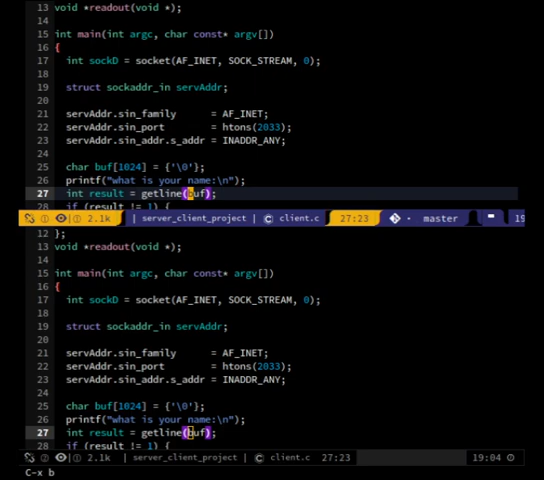 13 void *readout(void *);
14
15 int main(int argc, char const* argv[])
16 {
17 int sockD = socket(AF_INET, SOCK_STREAM, 0);
18
19 struct sockaddr_in servAddr;
20
21 servAddr.sin_family = AF_INET;
22 servAddr.sin_port = htons(2033);
23 servAddr.sin_addr.s_addr = INADDR_ANY;
24
25 char buf[1024] = {'\0'};
26 printf("what is your name:\n");
27 int result = getline(buf);
28 if (result != 1) {
2.1k | server_client_project | C client.c 27:23 master 19
12 };
13 void *readout(void *);
14
15 int main(int argc, char const* argv[])
16 {
17 int sockD = socket(AF_INET, SOCK_STREAM, 0);
18
19 struct sockaddr_in servAddr;
20
21 servAddr.sin_family = AF_INET;
22 servAddr.sin_port = htons(2033);
23 servAddr.sin_addr.s_addr = INADDR_ANY;
24
25 char buf[1024] = {'\0'};
26 printf("what is your name:\n");
27 int result = getline(buf);
28 if (result != 1) {
2.1k | server_client_project | C client.c 27:23 19:04
C-x b